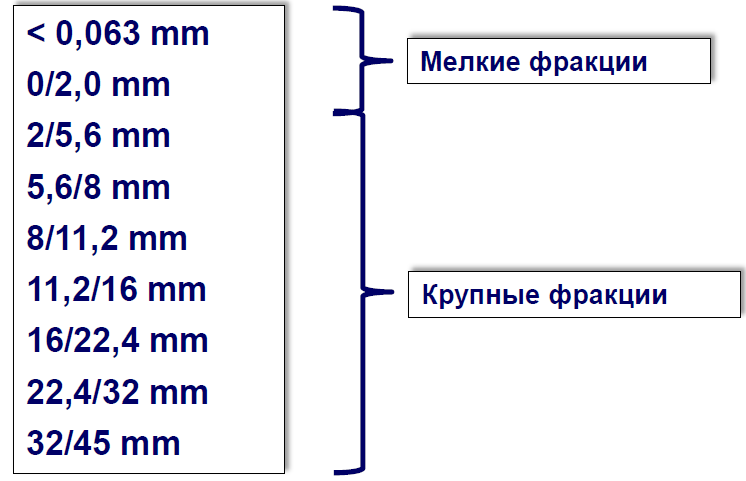 < 0,063 mm
0/2,0 mm
2/5,6 mm
5,6/8 mm
8/11,2 mm
11,2/16 mm
16/22,4 mm
22,4/32 mm
32/45 mm
Мелкие фракции
Крупные фракции